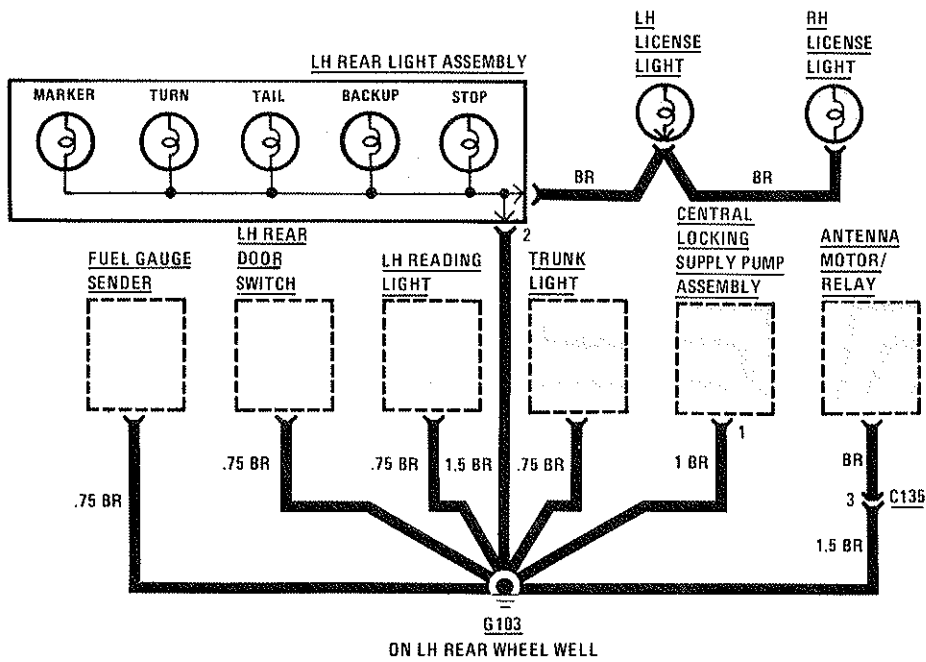 LH REAR LIGHT ASSEMBLY
MARKER
TURN
TAIL
BACKUP
STOP
LH
LICENSE
LIGHT
RH
LICENSE
LIGHT
BR
BR
2
FUEL GAUGE
SENDER
LH REAR
DOOR
SWITCH
LH READING
LIGHT
TRUNK
LIGHT
CENTRAL
LOCKING
SUPPLY PUMP
ASSEMBLY
ANTENNA
MOTOR/
RELAY
1
.75 BR
.75 BR
.75 BR
1.5 BR
.75 BR
1 BR
BR
3
C135
1.5 BR
G103
ON LH REAR WHEEL WELL